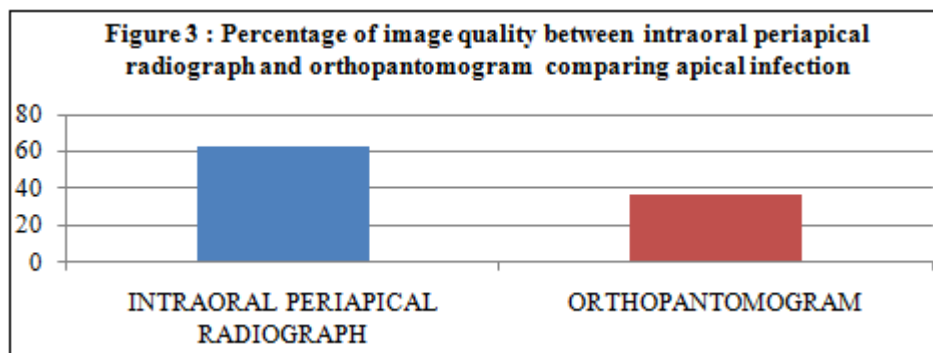 Figure 3 : Percentage of image quality between intraoral periapical
radiograph and orthopantomogram comparing apical infection
80
60
40
20
0
INTRAORAL PERIAPICAL
RADIOGRAPH
ORTHOPANTOMOGRAM